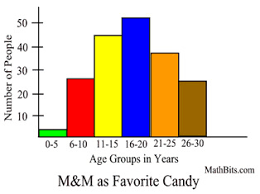 Number of People
50
40
30
20
10
0-5 6-10 11-15 16-20 21-25 26-30
Age Groups in Years
MathBits.com
M&M as Favorite Candy